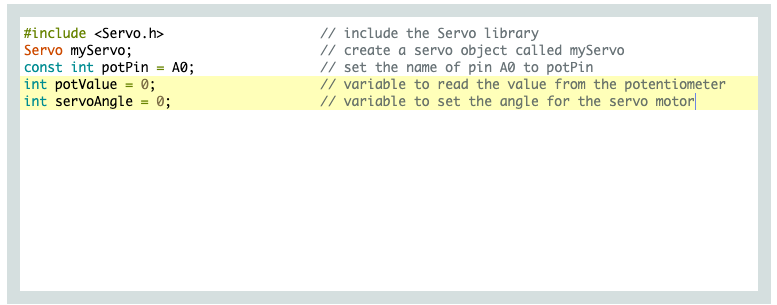 #include <Servo.h> // include the Servo library
Servo myServo; // create a servo object called myServo
const int potPin = A0; // set the name of pin A0 to potPin
int potValue = 0; // variable to read the value from the potentiometer
int servoAngle = 0; // variable to set the angle for the servo motor